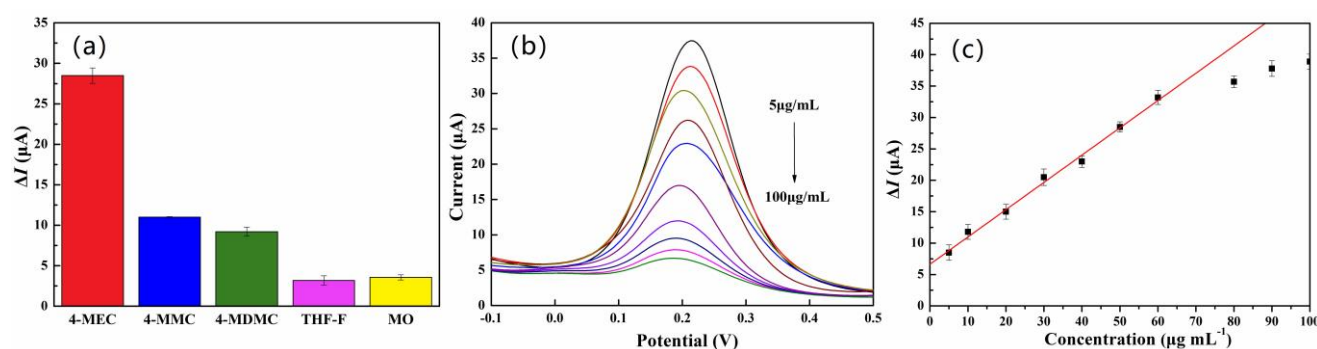 (a)
ΔI (μA)
35
30
25
20
15
10
5
0
4-MEC 4-MMC 4-MDMC THF-F MO
(b)
Current (μA)
40
35
30
25
20
15
10
5
0
5μg/mL
100μg/mL
-0.1 0.0 0.1 0.2 0.3 0.4 0.5
Potential (V)
(c)
ΔI (μA)
45
40
35
30
25
20
15
10
5
0
0 10 20 30 40 50 60 70 80 90 100
Concentration (μg mL⁻¹)